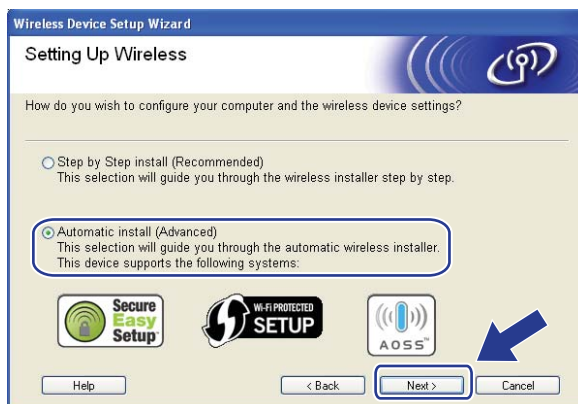 Wireless Device Setup Wizard
Setting Up Wireless
How do you wish to configure your computer and the wireless device settings?
Step by Step install (Recommended)
This selection will guide you through the wireless installer step by step.
Automatic install (Advanced)
This selection will guide you through the automatic wireless installer.
This device supports the following systems:
Secure
Easy
Setup
Wi-Fi PROTECTED
SETUP
AOSS™
Help
< Back
Next >
Cancel